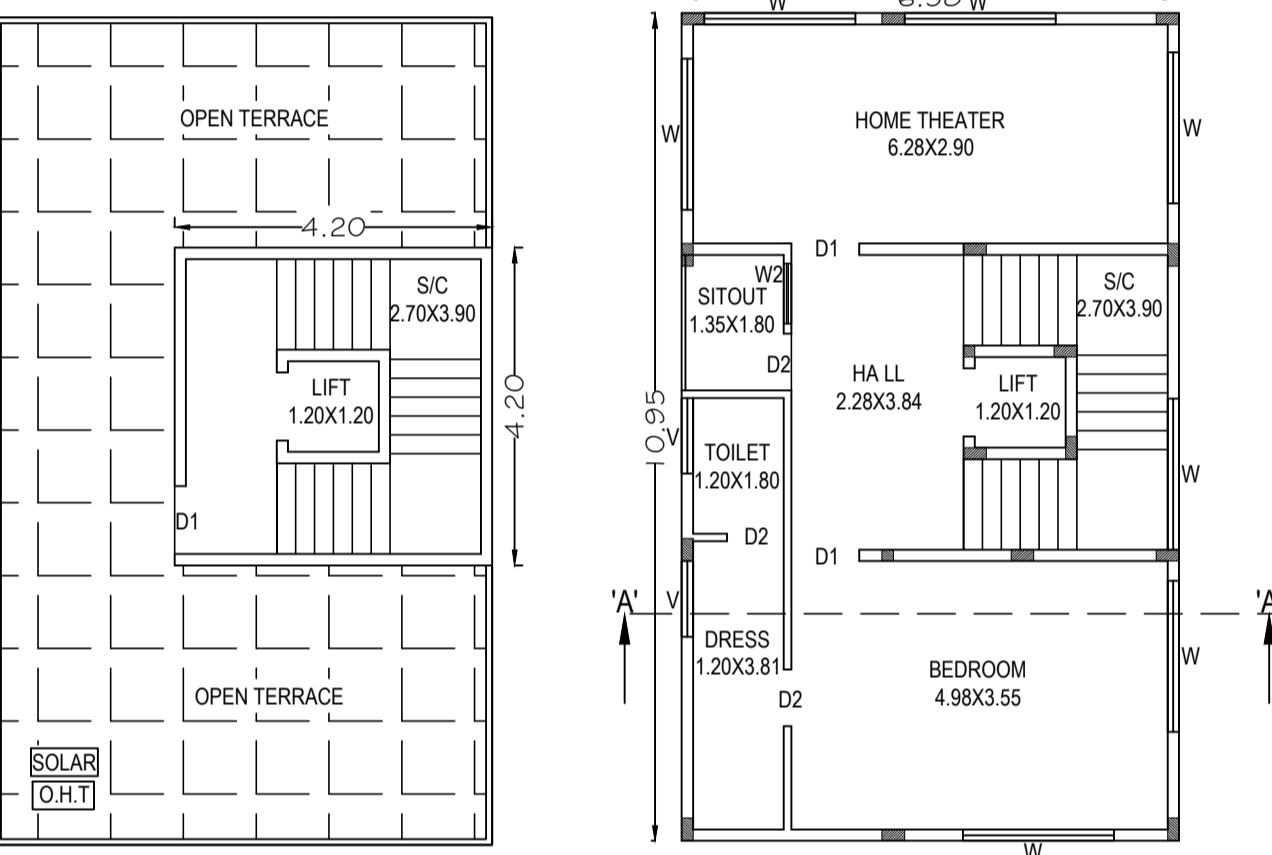 OPEN TERRACE
4.20
S/C
2.70X3.90
4.20
LIFT
1.20X1.20
D1
OPEN TERRACE
SOLAR
O.H.T
W
W
W
HOME THEATER
6.28X2.90
W
D1
W2
SITOUT
1.35X1.80
S/C
2.70X3.90
D2
HA LL
2.28X3.84
LIFT
1.20X1.20
10.95
V
TOILET
1.20X1.80
W
D2
D1
'A'
V
'A
DRESS
1.20X3.81
BEDROOM
4.98X3.55
W
D2
W